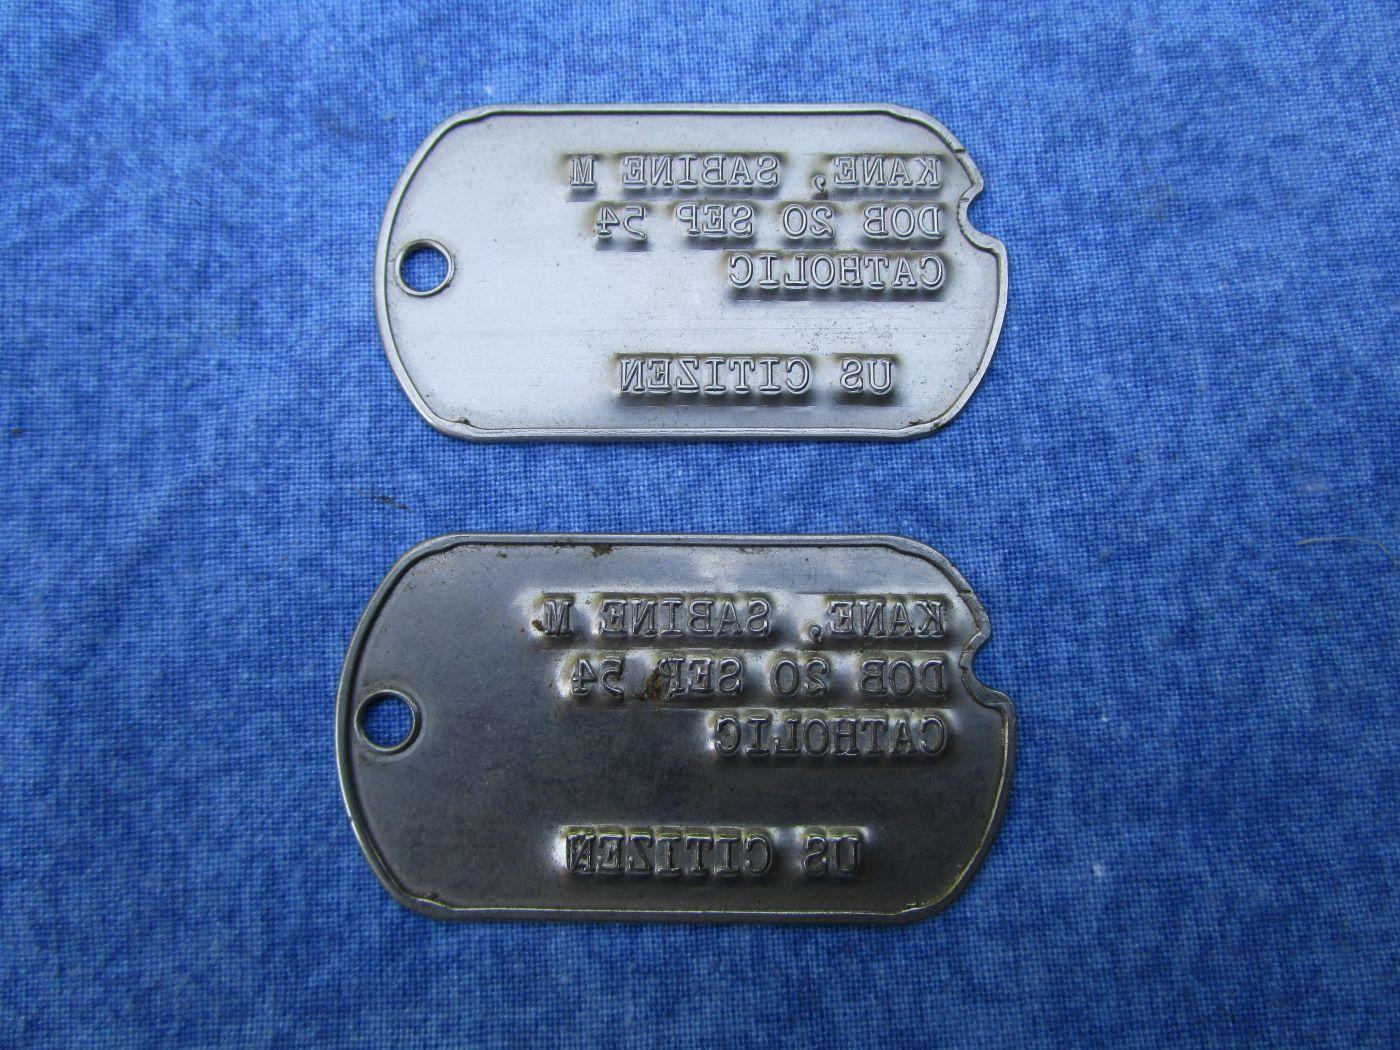 KANE, SABINE M
DOB 20 SEP 54
CATHOLIC
US CITIZEN
KANE, SABINE M
DOB 20 SEP 54
CATHOLIC
US CITIZEN